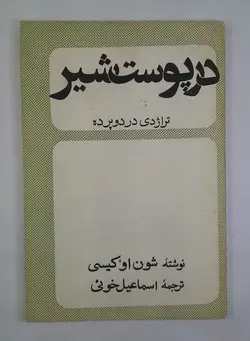 در پوست شیر
تراژدی در دو پرده
نوشتهٔ شون اوکیسی
ترجمهٔ اسماعیل خوئی